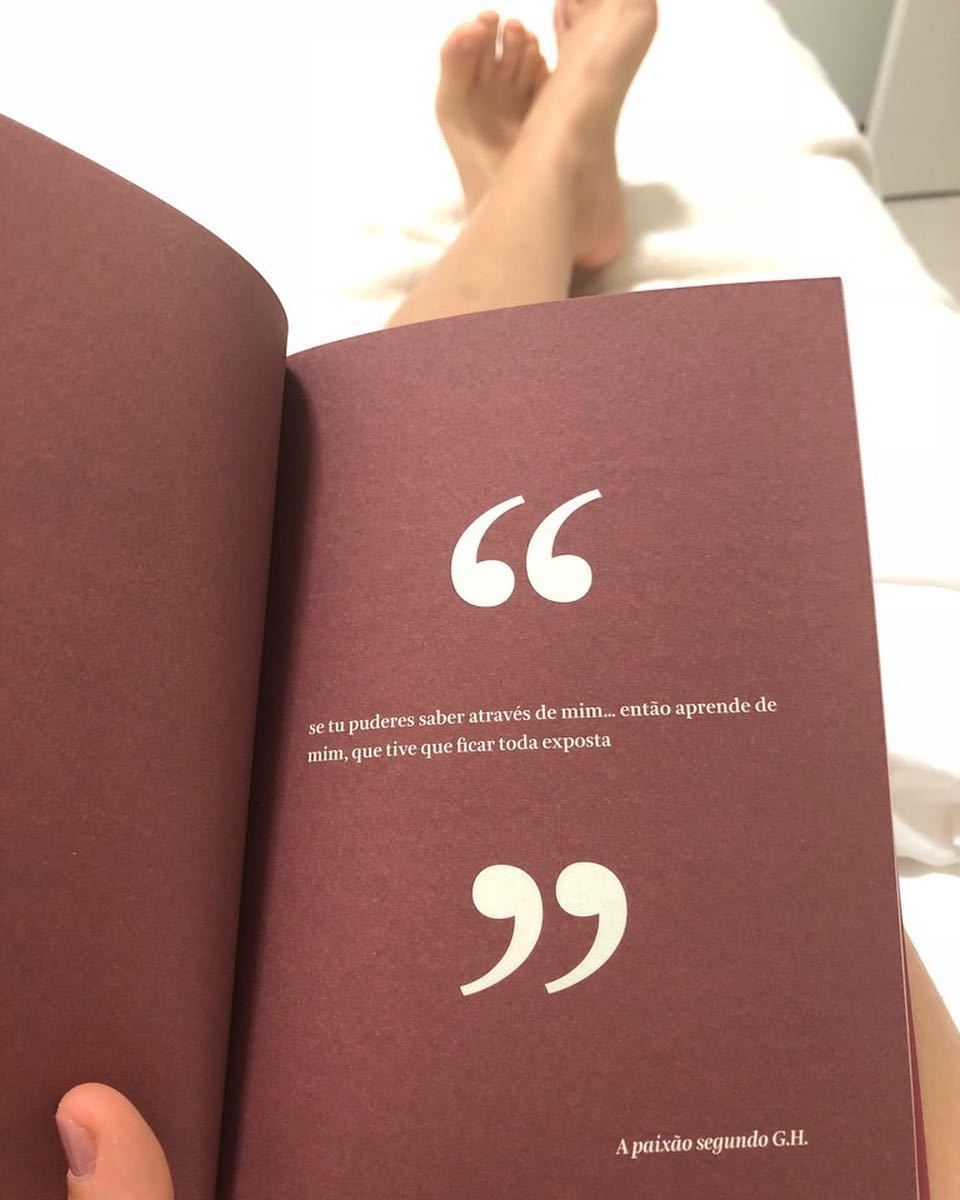 “
se tu puderes saber através de mim... então aprende de
mim, que tive que ficar toda exposta
”
A paixão segundo G.H.